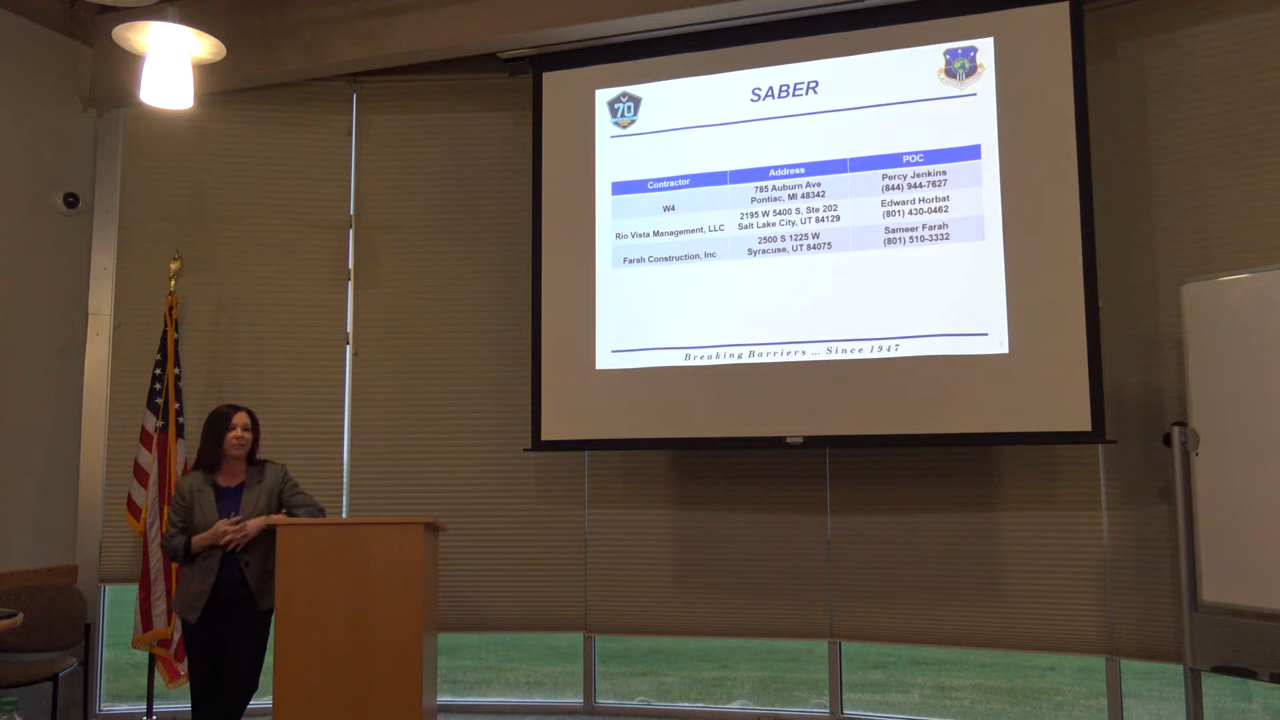 SABER
70
Contractor Address POC
W4
785 Auburn Ave
Pontiac, MI 48342
Percy Jenkins
(844) 944-7627
Rio Vista Management, LLC
2195 W 5400 S, Ste 202
Salt Lake City, UT 84129
Edward Horbat
(801) 430-0462
Farah Construction, Inc
2500 S 1225 W
Syracuse, UT 84075
Sameer Farah
(801) 510-3332
Breaking Barriers ... Since 1947